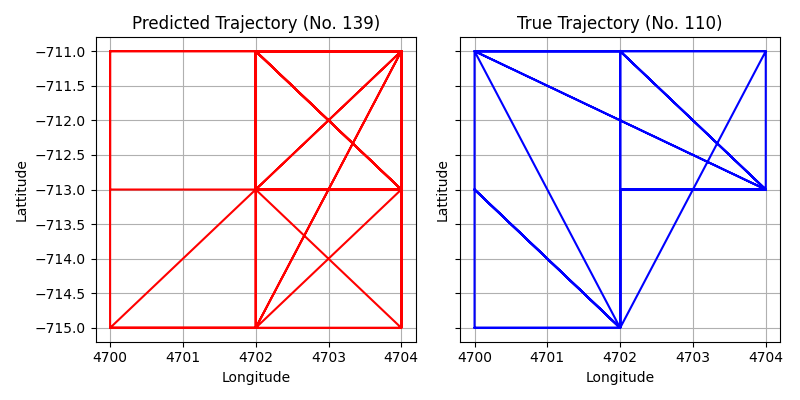 Predicted Trajectory (No. 139)
True Trajectory (No. 110)
−711.0
−711.5
−712.0
−712.5
−713.0
−713.5
−714.0
−714.5
−715.0
Lattitude
Lattitude
4700 4701 4702 4703 4704
4700 4701 4702 4703 4704
Longitude
Longitude